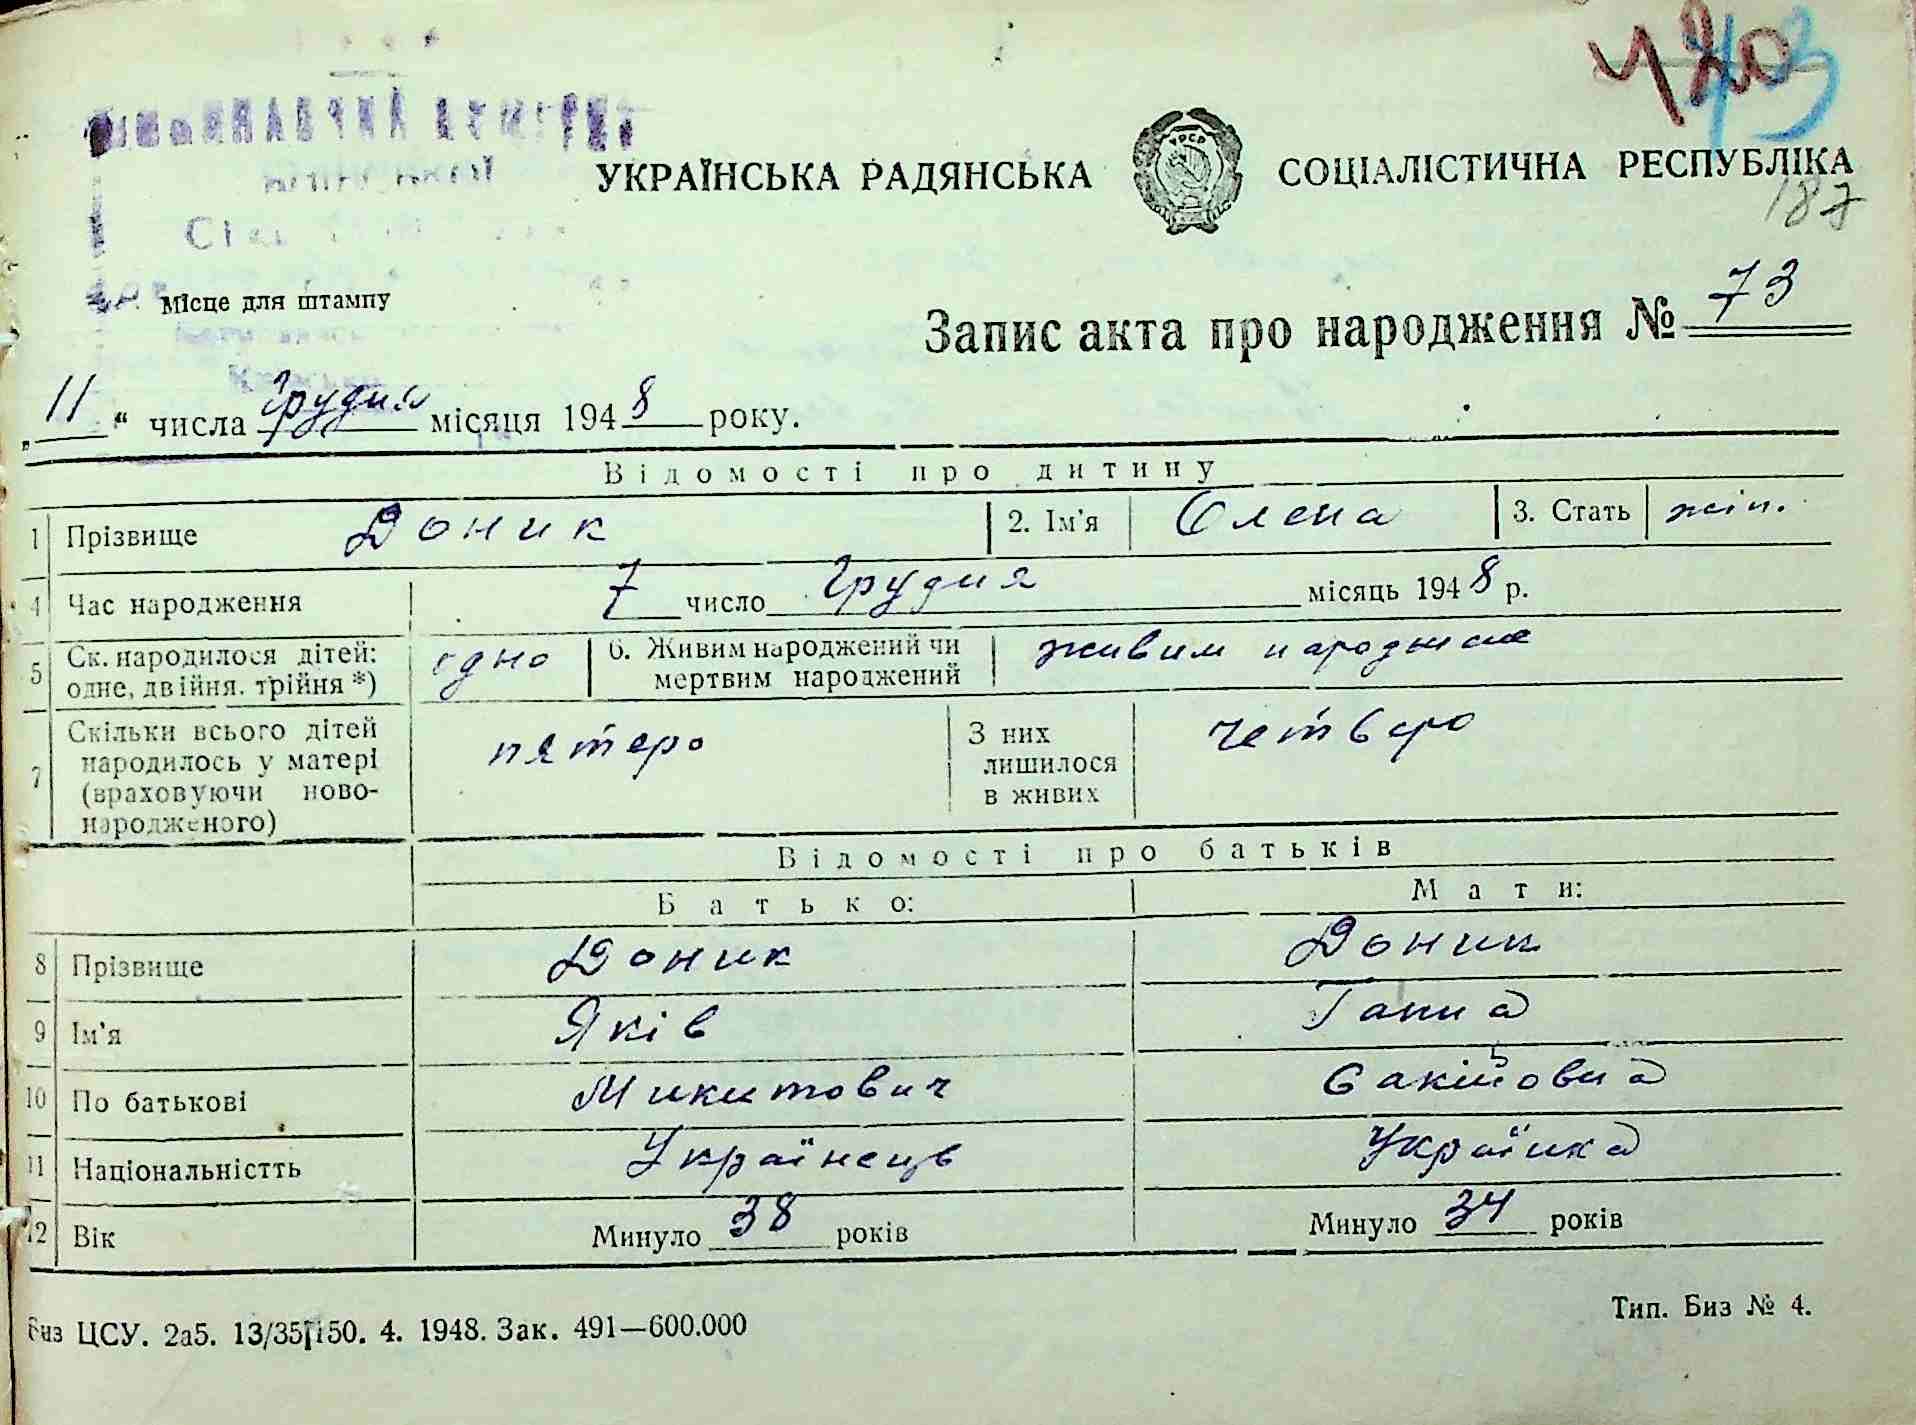 УКРАЇНСЬКА РАДЯНСЬКА СОЦІАЛІСТИЧНА РЕСПУБЛІКА
187
Місце для штампу
Запис акта про народження № 73
„ 11 “ числа Грудня місяця 1948 року.
Відомості про дитину
1 Прізвище Доник 2. Ім'я Олена 3. Стать жін.
4 Час народження 7 число Грудня місяць 1948 р.
5 Ск. народилося дітей: одне, двійня. трійня *) одно 6. Живим народжений чи мертвим народжений живим
7 Скільки всього дітей народилось у матері (враховуючи ново-народженого) пятеро З них лишилося в живих четверо
Відомості про батьків
Батько: Мати:
8 Прізвище Доник Доник
9 Ім'я Яків Ганна
10 По батькові Микитович
11 Національністть Українець Українка
12 Вік Минуло 38 років Минуло 34 років
ЦСУ. 2а5. 13/35 150. 4. 1948. Зак. 491—600.000
Тип. Биз № 4.